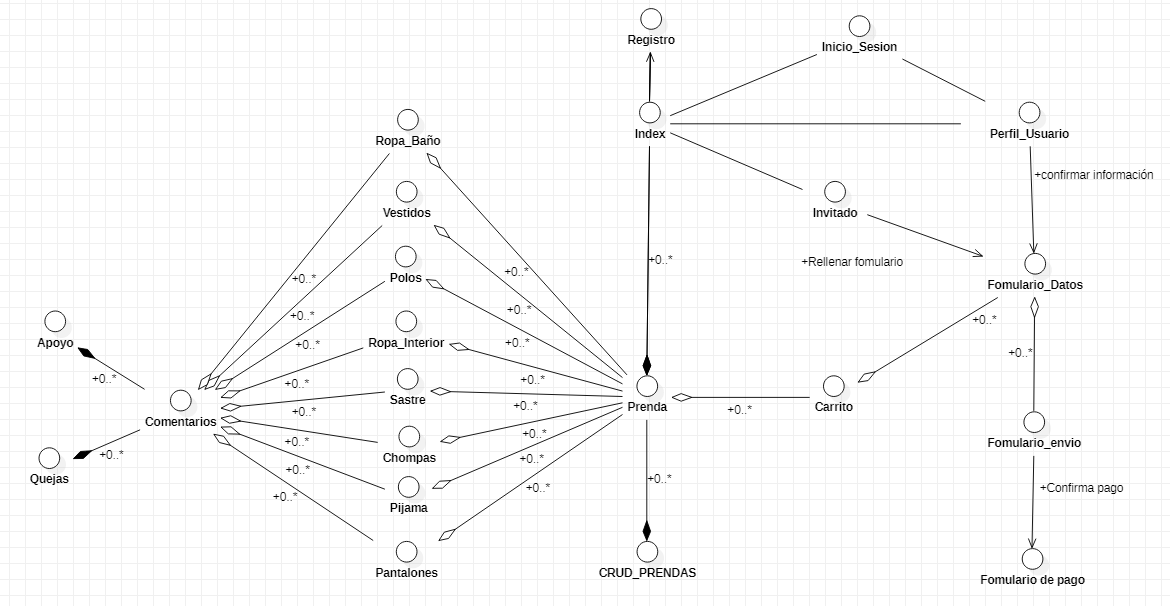 Registro
Inicio_Sesion
Index
Perfil_Usuario
Ropa_Baño
+confirmar información
Vestidos
Invitado
+0..*
+Rellenar fomulario
Polos
+0..*
+0..*
Fomulario_Datos
+0..*
+0..*
+0..*
Apoyo
+0..*
Ropa_Interior
+0..*
+0..*
+0..*
+0..*
+0..*
Sastre
+0..*
Prenda
+0..*
Carrito
+0..*
Comentarios
+0..*
+0..*
+0..*
Fomulario_envio
+0..*
Chompas
+0..*
Quejas
+0..*
+0..*
+0..*
+0..*
+Confirma pago
Pijama
Pantalones
CRUD_PRENDAS
Fomulario de pago